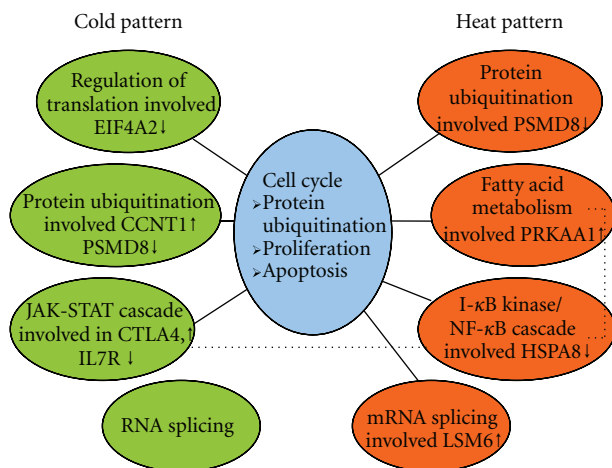 Cold pattern
Heat pattern
Regulation of
translation involved
EIF4A2↓
Protein ubiquitination
involved CCNT1↑
PSMD8↓
JAK-STAT cascade
involved in CTLA4,↑
IL7R ↓
RNA splicing
Cell cycle
➢Protein
ubiquitination
➢Proliferation
➢Apoptosis
Protein
ubiquitination
involved PSMD8↓
Fatty acid
metabolism
involved PRKAA1↑
I-κB kinase/
NF-κB cascade
involved HSPA8↓
mRNA splicing
involved LSM6↑